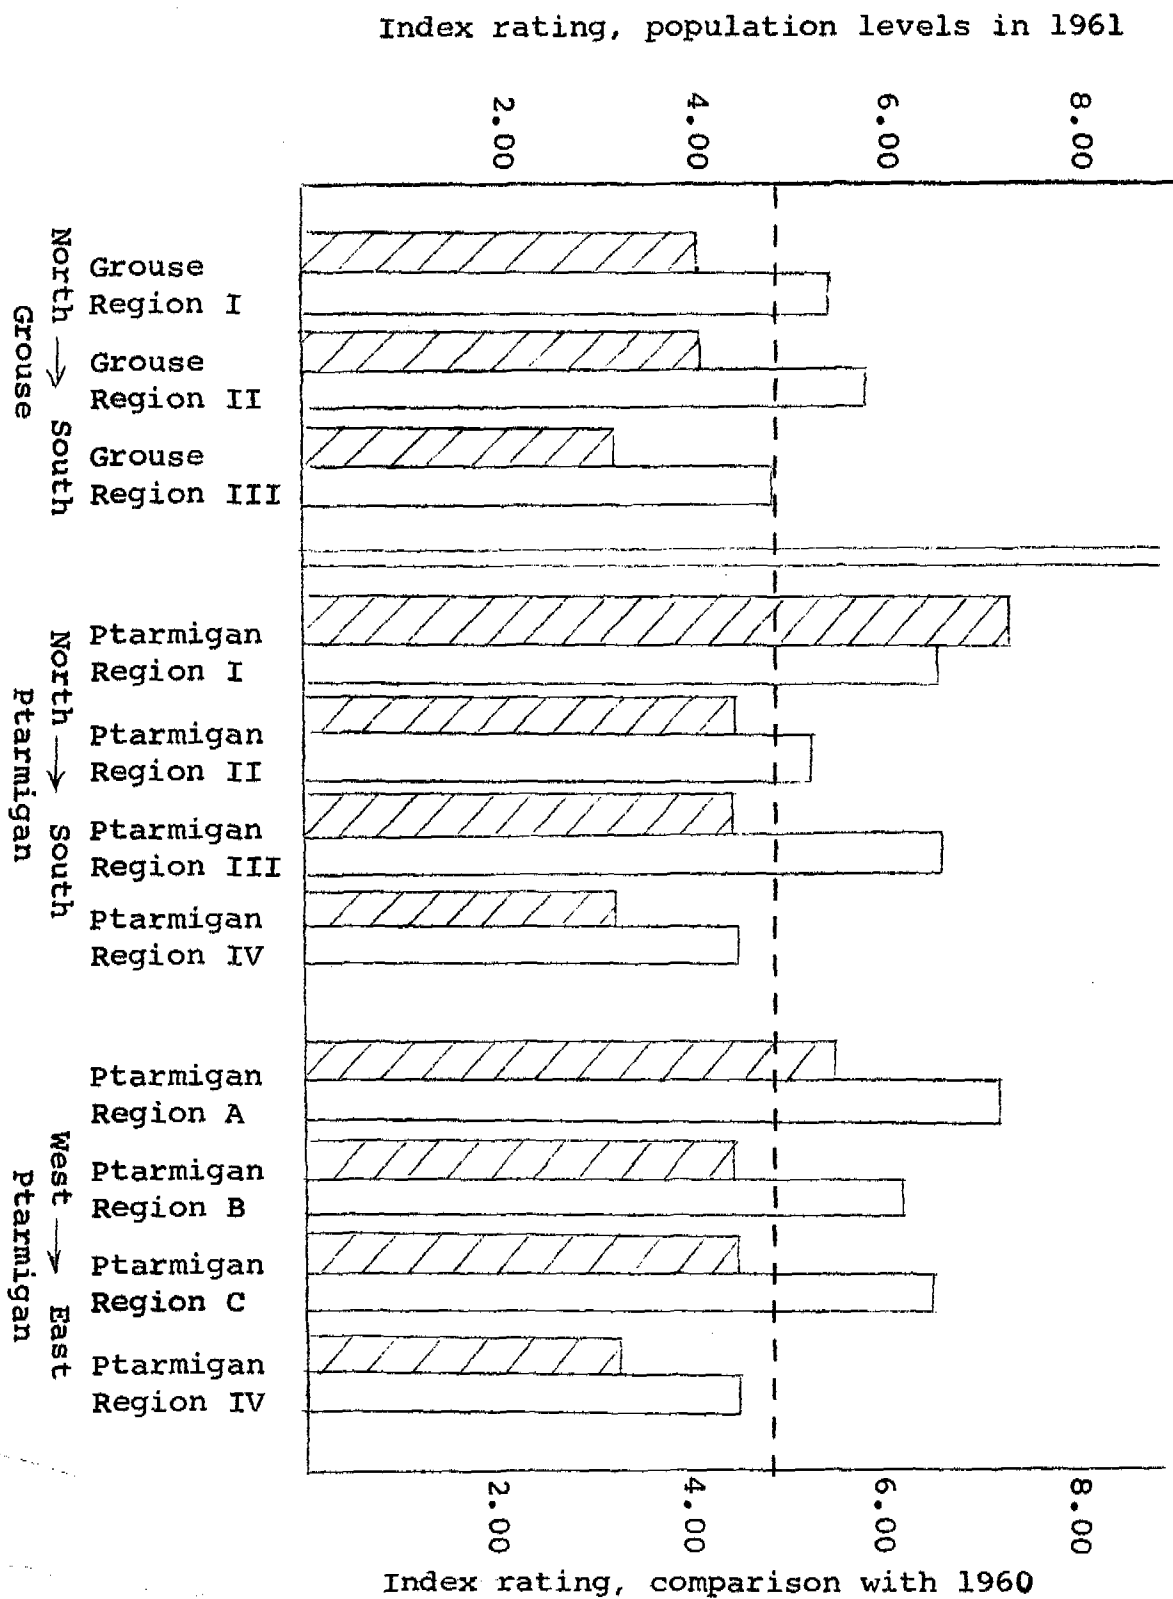 Index rating, population levels in 1961
2.00
4.00
6.00
8.00
North → South
Grouse
Grouse
Region I
Grouse
Region II
Grouse
Region III
North → South
Ptarmigan
Ptarmigan
Region I
Ptarmigan
Region II
Ptarmigan
Region III
Ptarmigan
Region IV
West → East
Ptarmigan
Ptarmigan
Region A
Ptarmigan
Region B
Ptarmigan
Region C
Ptarmigan
Region IV
2.00
4.00
6.00
8.00
Index rating, comparison with 1960